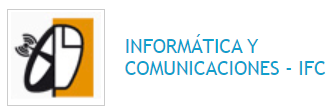 INFORMÁTICA Y
COMUNICACIONES - IFC